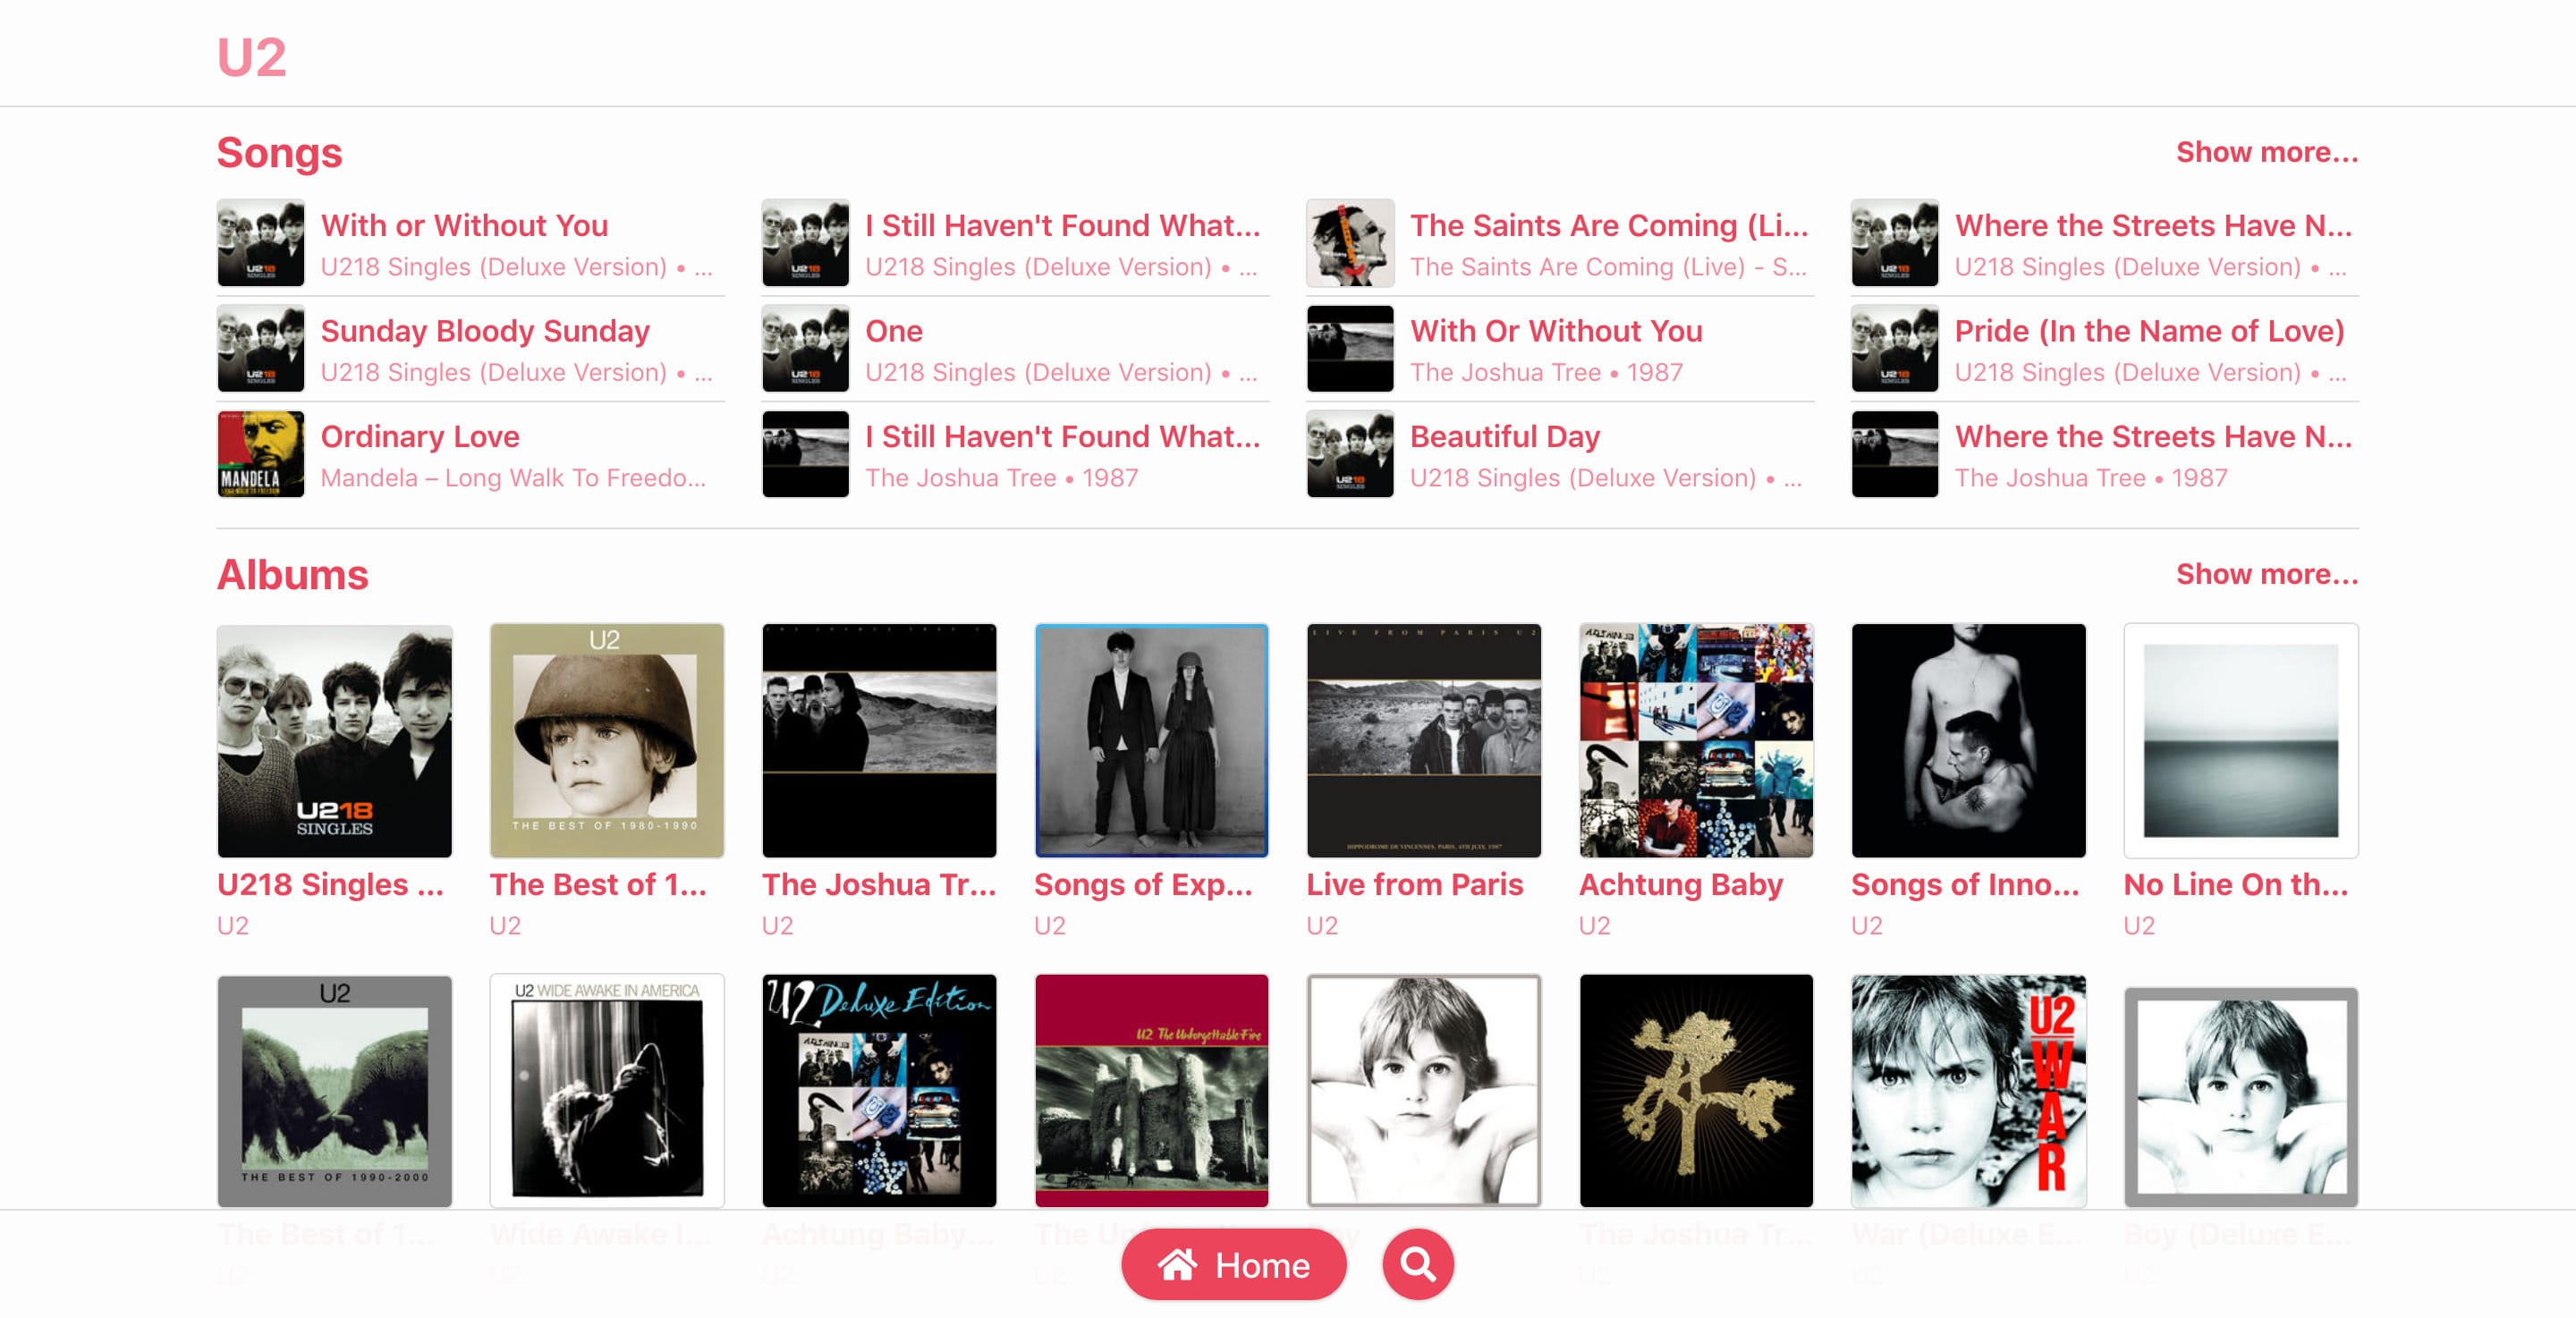 U2
Songs
Show more...
With or Without You
U218 Singles (Deluxe Version) • ...
I Still Haven't Found What...
U218 Singles (Deluxe Version) • ...
The Saints Are Coming (Li...
The Saints Are Coming (Live) - S...
Where the Streets Have N...
U218 Singles (Deluxe Version) • ...
Sunday Bloody Sunday
U218 Singles (Deluxe Version) • ...
One
U218 Singles (Deluxe Version) • ...
With Or Without You
The Joshua Tree • 1987
Pride (In the Name of Love)
U218 Singles (Deluxe Version) • ...
MANDELA
Ordinary Love
Mandela – Long Walk To Freedo...
I Still Haven't Found What...
The Joshua Tree • 1987
Beautiful Day
U218 Singles (Deluxe Version) • ...
Where the Streets Have N...
The Joshua Tree • 1987
Albums
Show more...
U218
SINGLES
U2
THE BEST OF 1980-1990
LIVE FROM PARIS U2
HIPPODROME DE VINCENNES, PARIS, 4TH JULY, 1987
U218 Singles ...
U2
The Best of 1...
U2
The Joshua Tr...
U2
Songs of Exp...
U2
Live from Paris
U2
Achtung Baby
U2
Songs of Inno...
U2
No Line On th...
U2
U2
THE BEST OF 1990-2000
U2 WIDE AWAKE IN AMERICA
U2 Deluxe Edition
U2 The Unforgettable Fire
U2
WAR
The Best of 1...
U2
Wide Awake I...
U2
Achtung Baby...
U2
The Un
U2
The Joshua Tr...
U2
War (Deluxe E...
U2
Boy (Deluxe E...
U2
Home